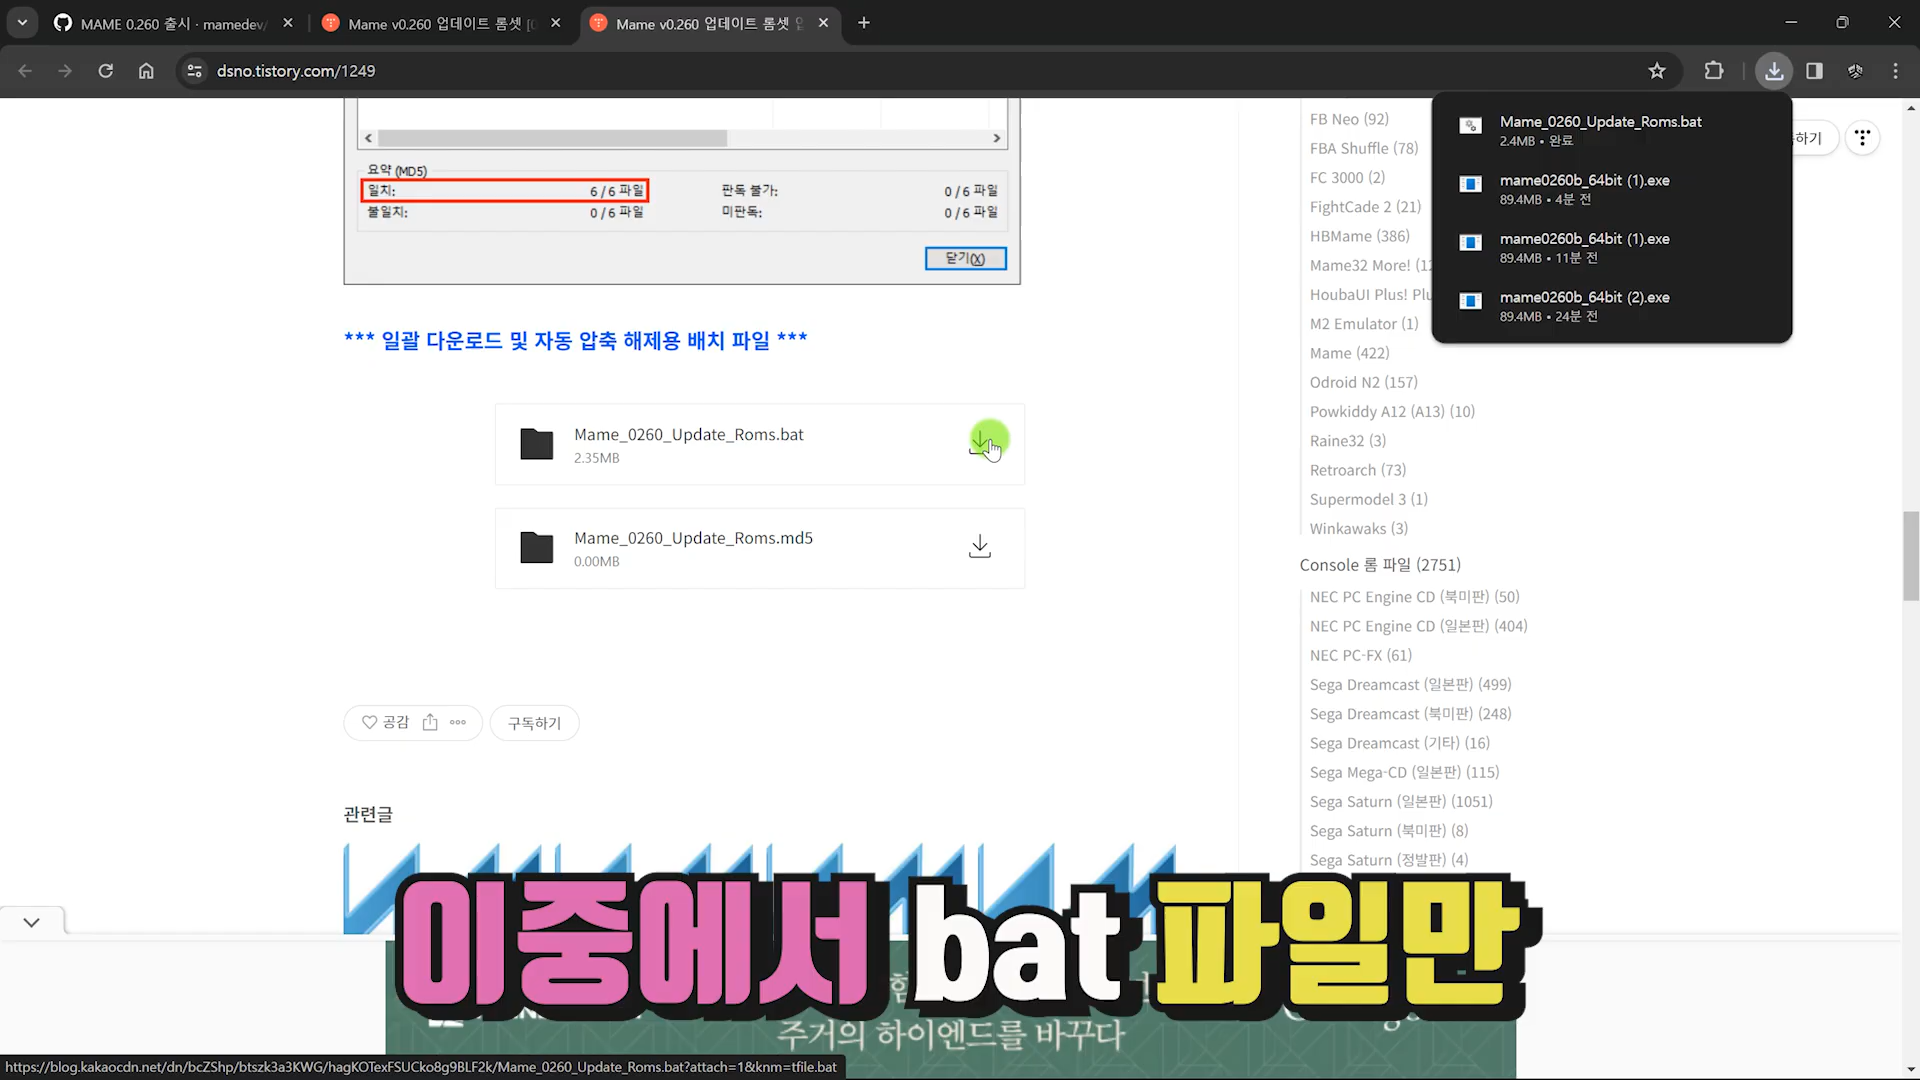 MAME 0.260 출시 · mamedev/
Mame v0.260 업데이트 롬셋 [
Mame v0.260 업데이트 롬셋
dsno.tistory.com/1249
요약 (MD5)
일치: 6 / 6 파일 판독 불가: 0 / 6 파일
불일치: 0 / 6 파일 미판독: 0 / 6 파일
닫기(X)
*** 일괄 다운로드 및 자동 압축 해제용 배치 파일 ***
Mame_0260_Update_Roms.bat
2.35MB
Mame_0260_Update_Roms.md5
0.00MB
공감
구독하기
관련글
FB Neo (92)
FBA Shuffle (78)
FC 3000 (2)
FightCade 2 (21)
HBMame (386)
Mame32 More! (12
HoubaUI Plus! Plu
M2 Emulator (1)
Mame (422)
Odroid N2 (157)
Powkiddy A12 (A13) (10)
Raine32 (3)
Retroarch (73)
Supermodel 3 (1)
Winkawaks (3)
Console 롬 파일 (2751)
NEC PC Engine CD (북미판) (50)
NEC PC Engine CD (일본판) (404)
NEC PC-FX (61)
Sega Dreamcast (일본판) (499)
Sega Dreamcast (북미판) (248)
Sega Dreamcast (기타) (16)
Sega Mega-CD (일본판) (115)
Sega Saturn (일본판) (1051)
Sega Saturn (북미판) (8)
Sega Saturn (정발판) (4)
Mame_0260_Update_Roms.bat
2.4MB • 완료
mame0260b_64bit (1).exe
89.4MB • 4분 전
mame0260b_64bit (1).exe
89.4MB • 11분 전
mame0260b_64bit (2).exe
89.4MB • 24분 전
하기
이중에서 bat 파일만
주거의 하이엔드를 바꾸다
https://blog.kakaocdn.net/dn/bcZShp/btszk3a3KWG/hagKOTexFSUCko8g9BLF2k/Mame_0260_Update_Roms.bat?attach=1&knm=tfile.bat